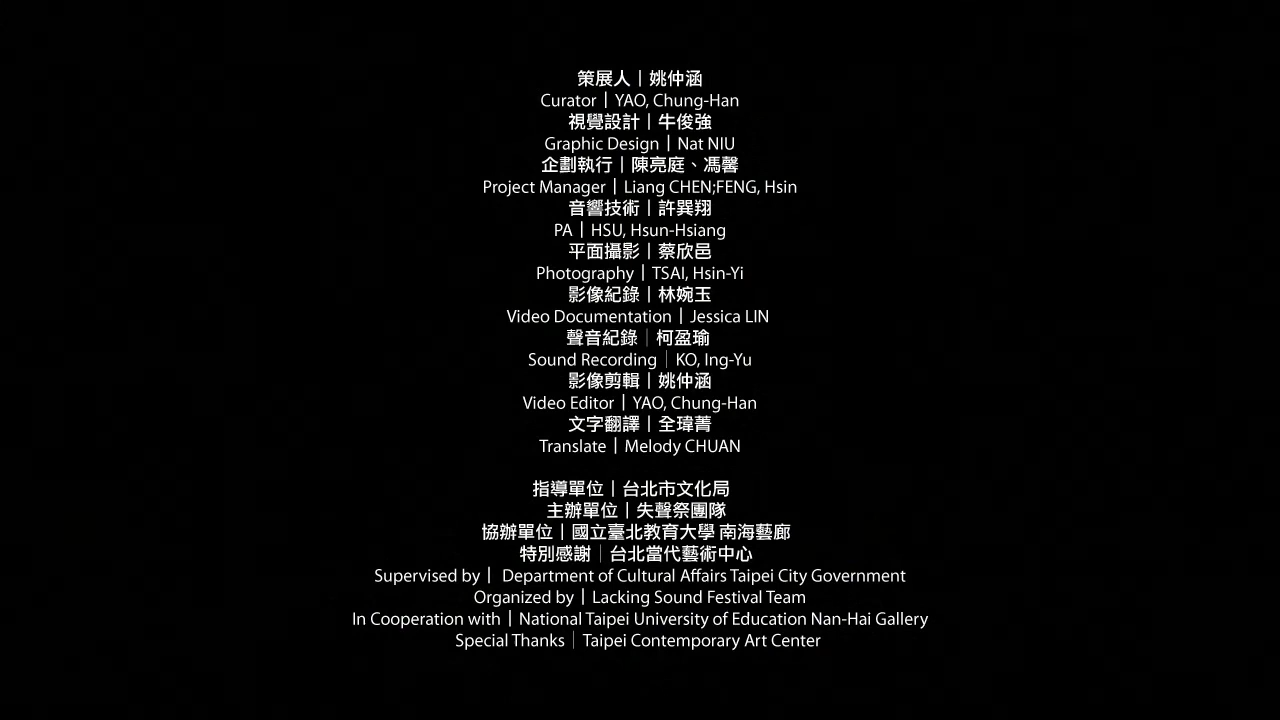 策展人｜姚仲涵
Curator｜YAO, Chung-Han
視覺設計｜牛俊強
Graphic Design｜Nat NIU
企劃執行｜陳亮庭、馮馨
Project Manager｜Liang CHEN;FENG, Hsin
音響技術｜許巽翔
PA｜HSU, Hsun-Hsiang
平面攝影｜蔡欣邑
Photography｜TSAI, Hsin-Yi
影像紀錄｜林婉玉
Video Documentation｜Jessica LIN
聲音紀錄│柯盈瑜
Sound Recording│KO, Ing-Yu
影像剪輯｜姚仲涵
Video Editor｜YAO, Chung-Han
文字翻譯｜全瑋菁
Translate｜Melody CHUAN
指導單位｜台北市文化局
主辦單位｜失聲祭團隊
協辦單位｜國立臺北教育大學 南海藝廊
特別感謝│台北當代藝術中心
Supervised by｜ Department of Cultural Affairs Taipei City Government
Organized by｜Lacking Sound Festival Team
In Cooperation with｜National Taipei University of Education Nan-Hai Gallery
Special Thanks│Taipei Contemporary Art Center